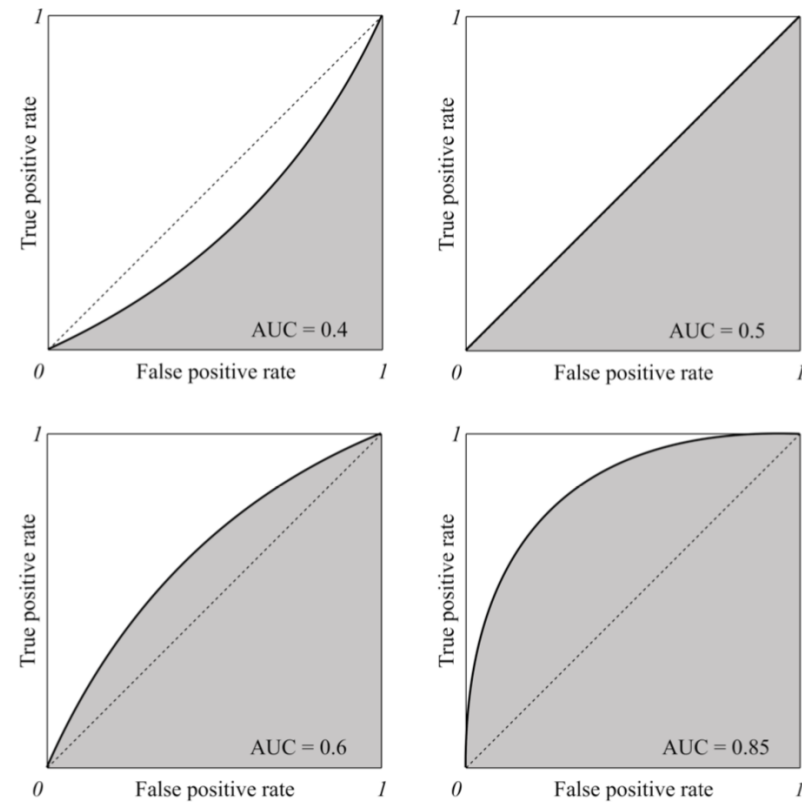 1
True positive rate
AUC = 0.4
0
False positive rate
1
1
True positive rate
AUC = 0.5
0
False positive rate
1
1
True positive rate
AUC = 0.6
0
False positive rate
1
1
True positive rate
AUC = 0.85
0
False positive rate
1